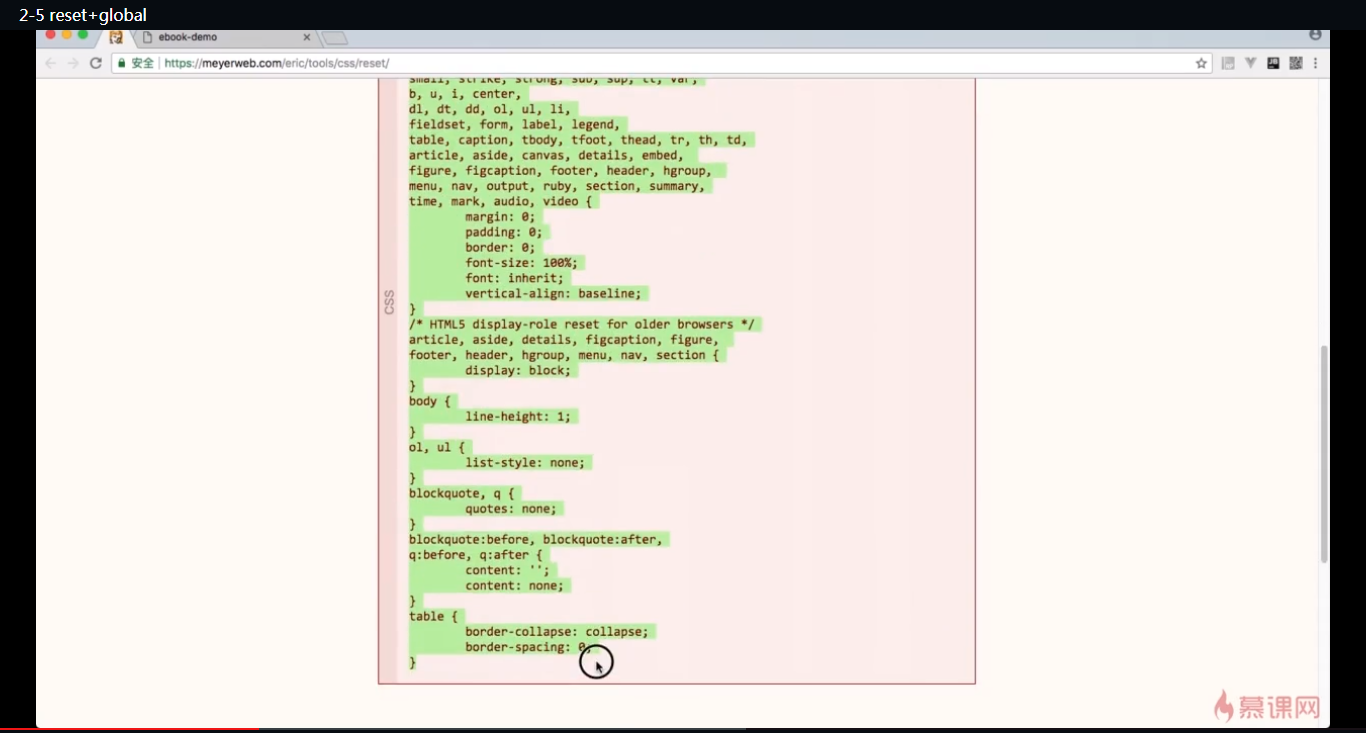 2-5 reset+global
ebook-demo
安全 https://meyerweb.com/eric/tools/css/reset/
small, strike, strong, sub, sup, tt, var,
b, u, i, center,
dl, dt, dd, ol, ul, li,
fieldset, form, label, legend,
table, caption, tbody, tfoot, thead, tr, th, td,
article, aside, canvas, details, embed,
figure, figcaption, footer, header, hgroup,
menu, nav, output, ruby, section, summary,
time, mark, audio, video {
margin: 0;
padding: 0;
border: 0;
font-size: 100%;
font: inherit;
vertical-align: baseline;
}
/* HTML5 display-role reset for older browsers */
article, aside, details, figcaption, figure,
footer, header, hgroup, menu, nav, section {
display: block;
}
body {
line-height: 1;
}
ol, ul {
list-style: none;
}
blockquote, q {
quotes: none;
}
blockquote:before, blockquote:after,
q:before, q:after {
content: '';
content: none;
}
table {
border-collapse: collapse;
border-spacing: 0;
}
CSS
慕课网